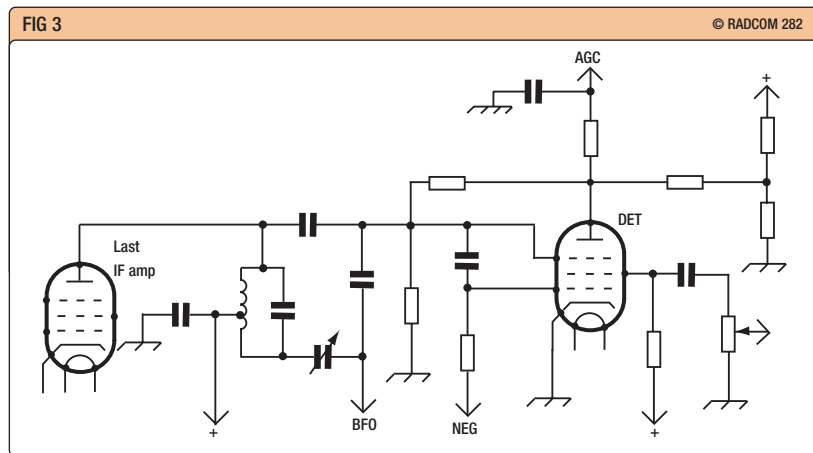 FIG 3
© RADCOM 282
AGC
+
DET
Last
IF amp
+
BFO
NEG
+